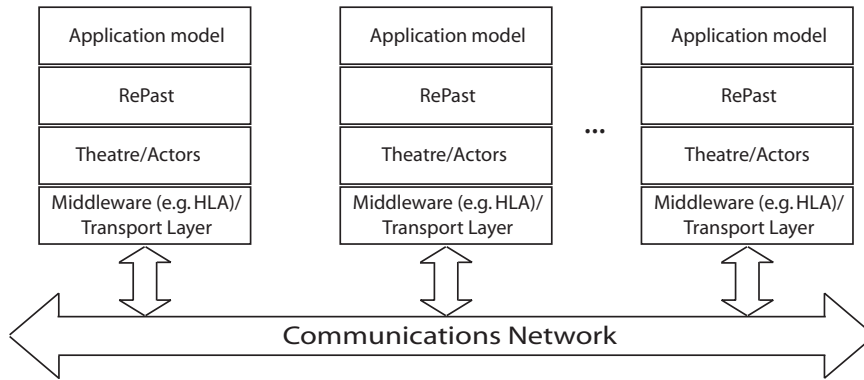 Application model
RePast
Theatre/Actors
Middleware (e.g. HLA)/
Transport Layer
Application model
RePast
Theatre/Actors
Middleware (e.g. HLA)/
Transport Layer
...
Application model
RePast
Theatre/Actors
Middleware (e.g. HLA)/
Transport Layer
Communications Network